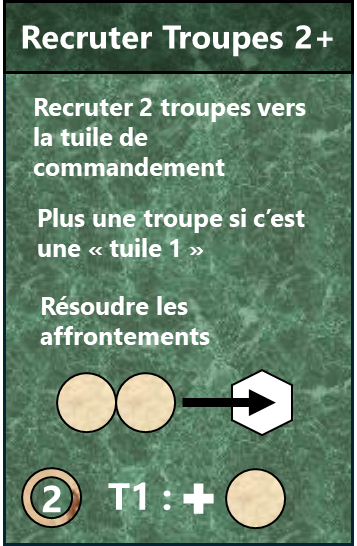 Recruter Troupes 2+
Recruter 2 troupes vers
la tuile de
commandement
Plus une troupe si c’est
une « tuile 1 »
Résoudre les
affrontements
2 T1 : +